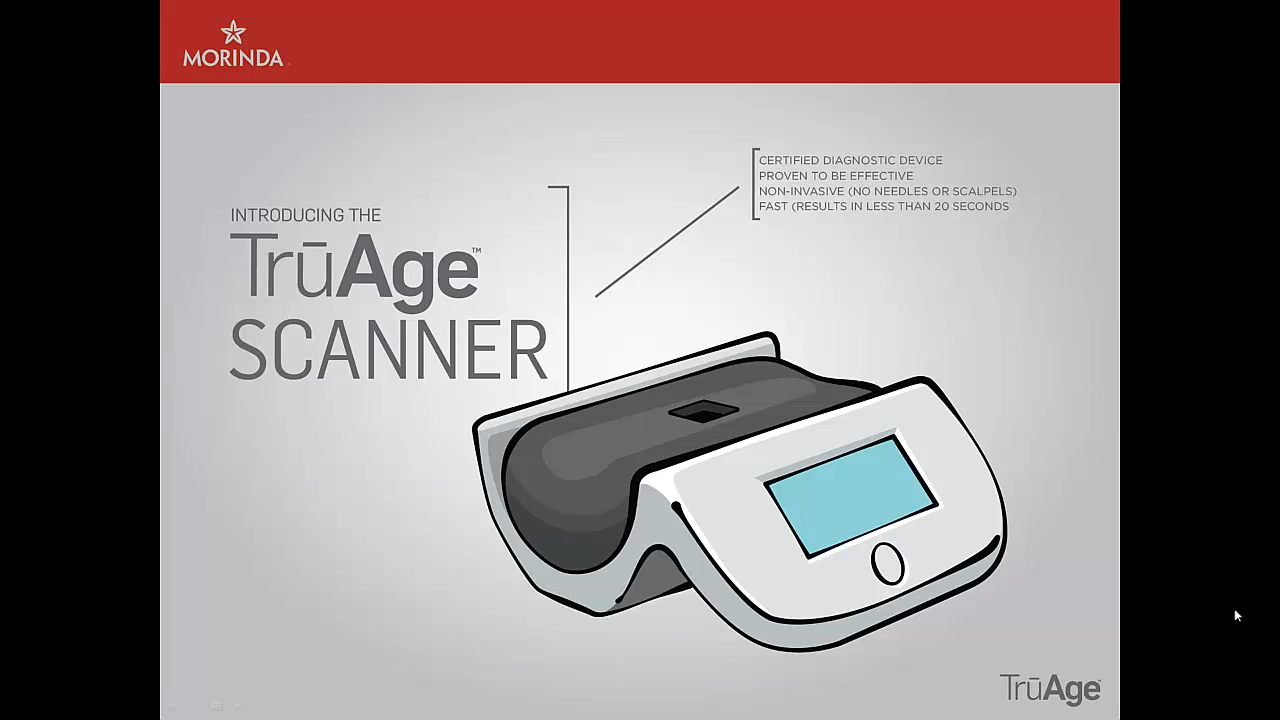 MORINDA
CERTIFIED DIAGNOSTIC DEVICE
PROVEN TO BE EFFECTIVE
NON-INVASIVE (NO NEEDLES OR SCALPELS)
FAST (RESULTS IN LESS THAN 20 SECONDS
INTRODUCING THE
TrūAge™
SCANNER
TrūAge™